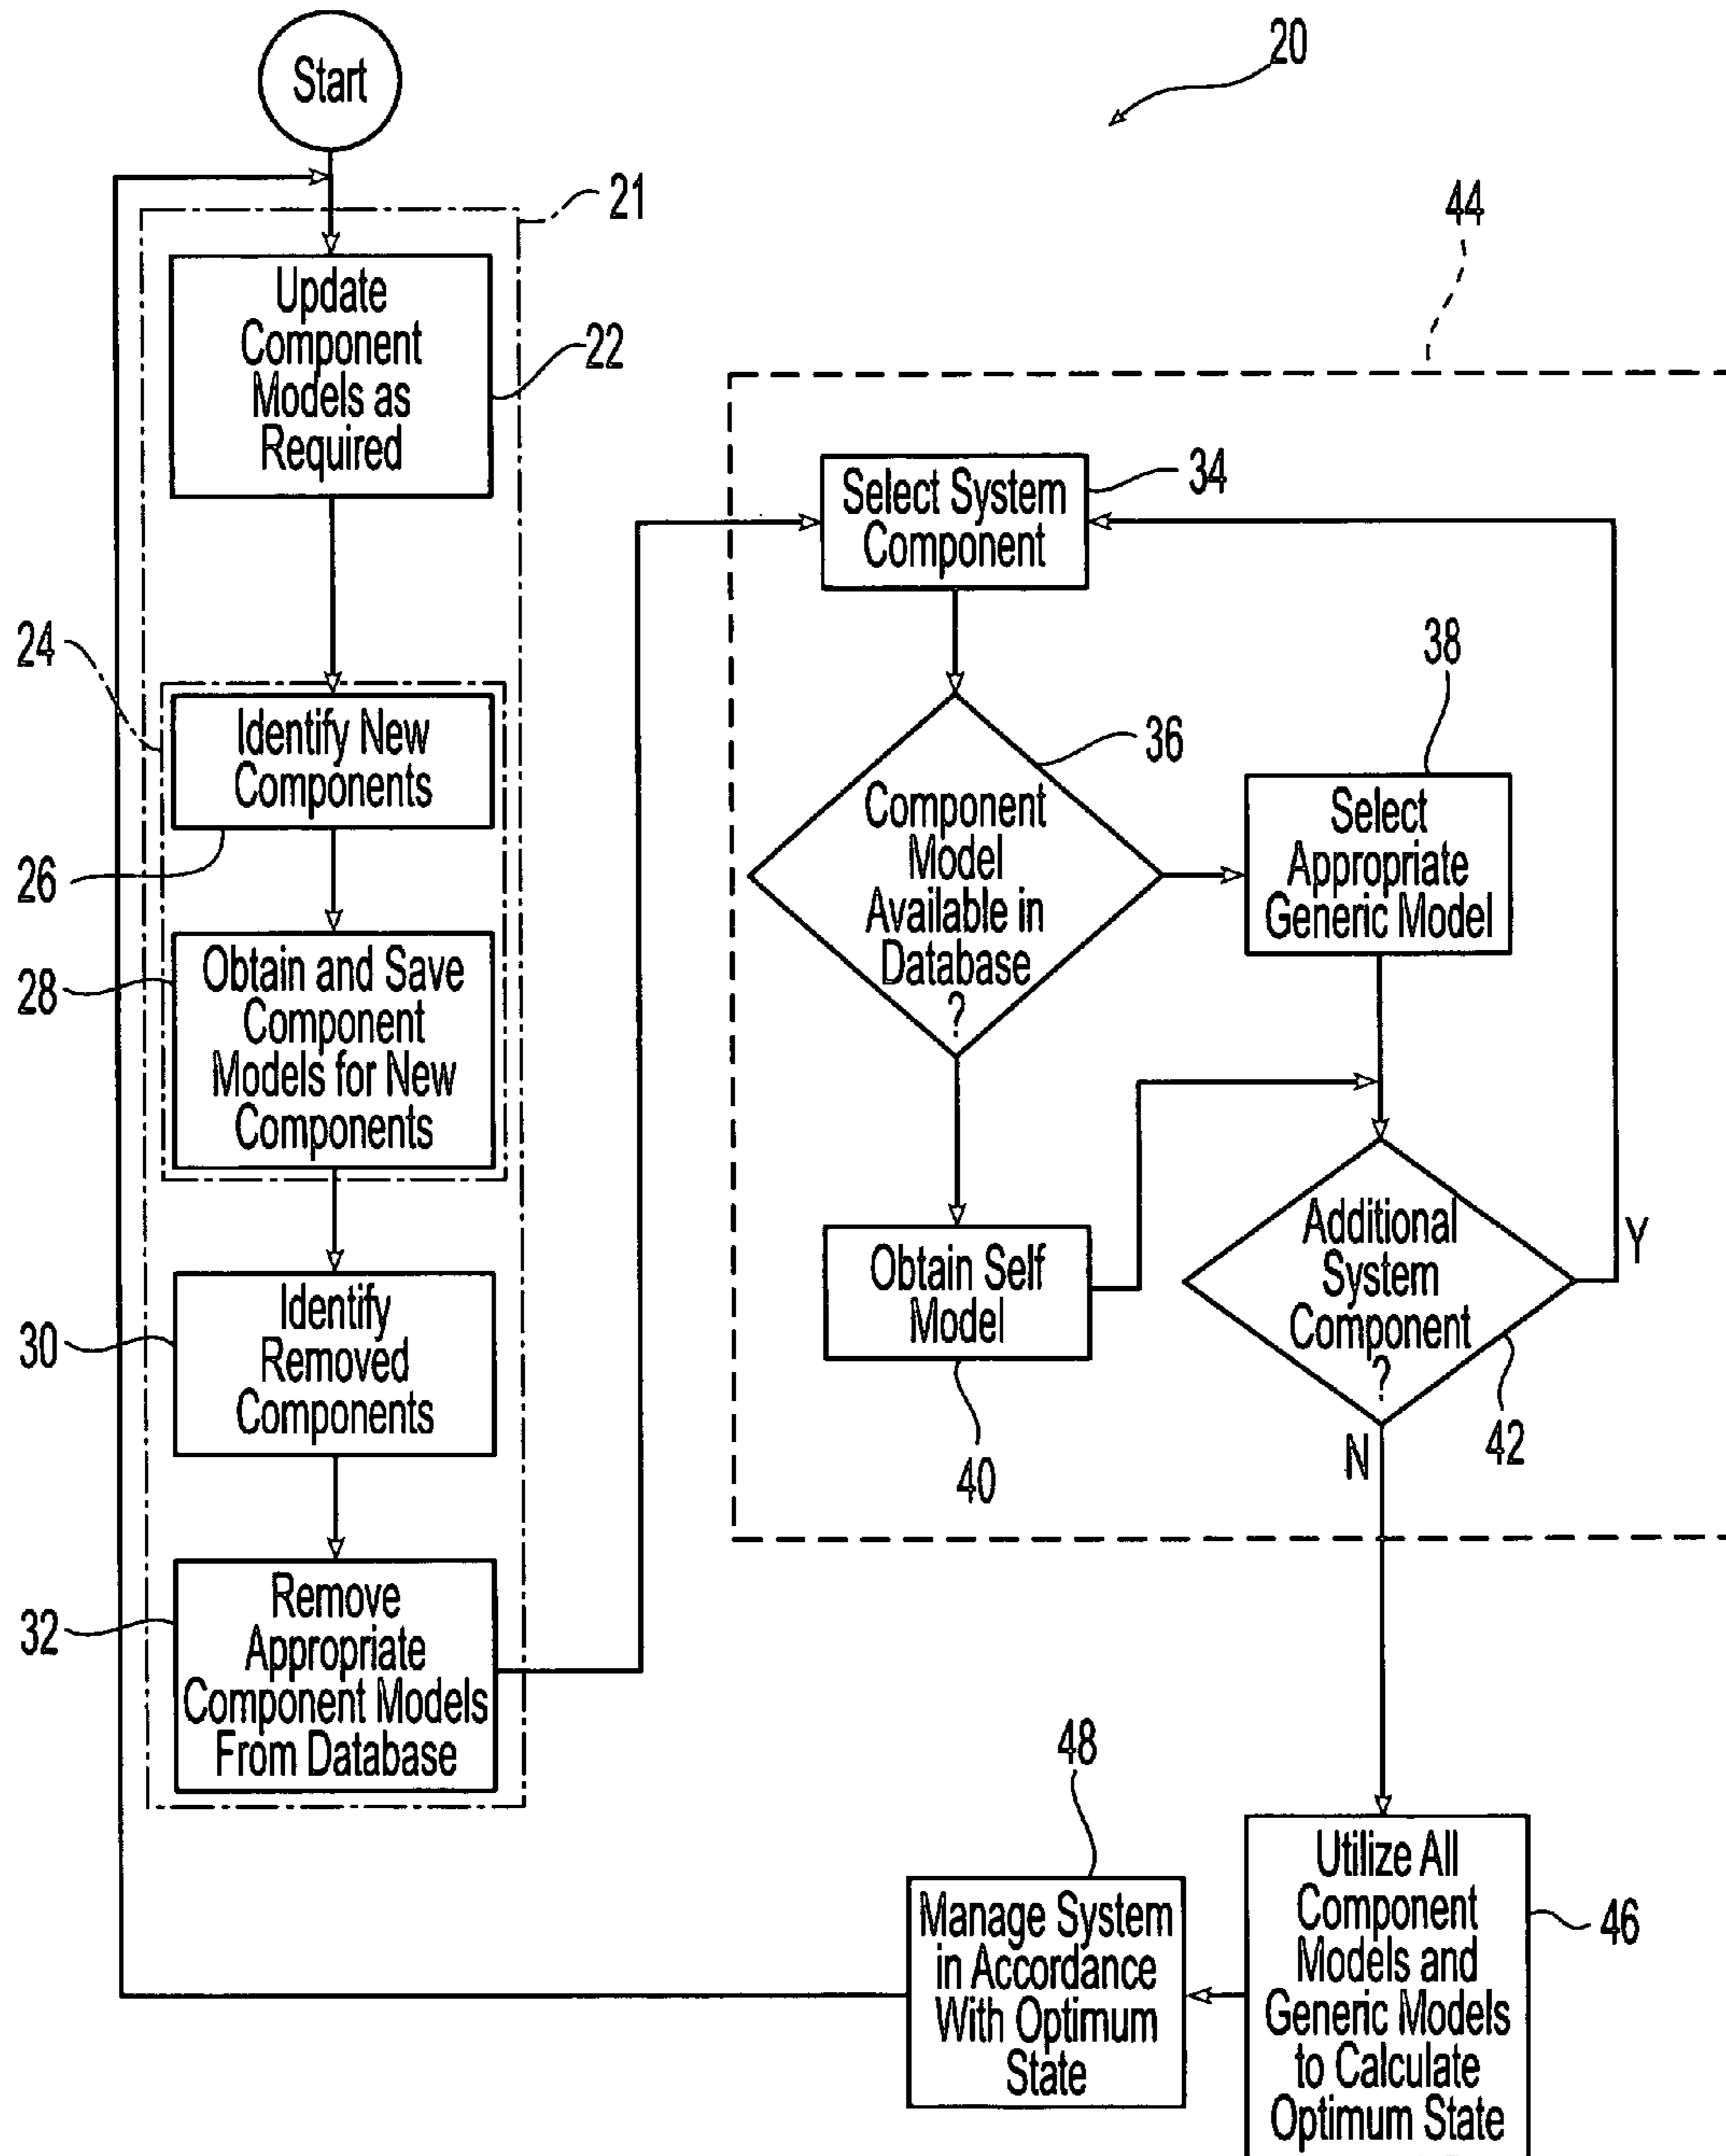 Start
20
21
Update
Component
Models as
Required
22
24
Identify New
Components
26
Obtain and Save
Component
Models for New
Components
28
Identify
Removed
Components
30
Remove
Appropriate
Component Models
From Database
32
44
Select System
Component
34
Component
Model
Available in
Database
?
36
Select
Appropriate
Generic Model
38
Obtain Self
Model
40
Additional
System
Component
?
42
Y
N
Utilize All
Component
Models and
Generic Models
to Calculate
Optimum State
46
Manage System
in Accordance
With Optimum
State
48